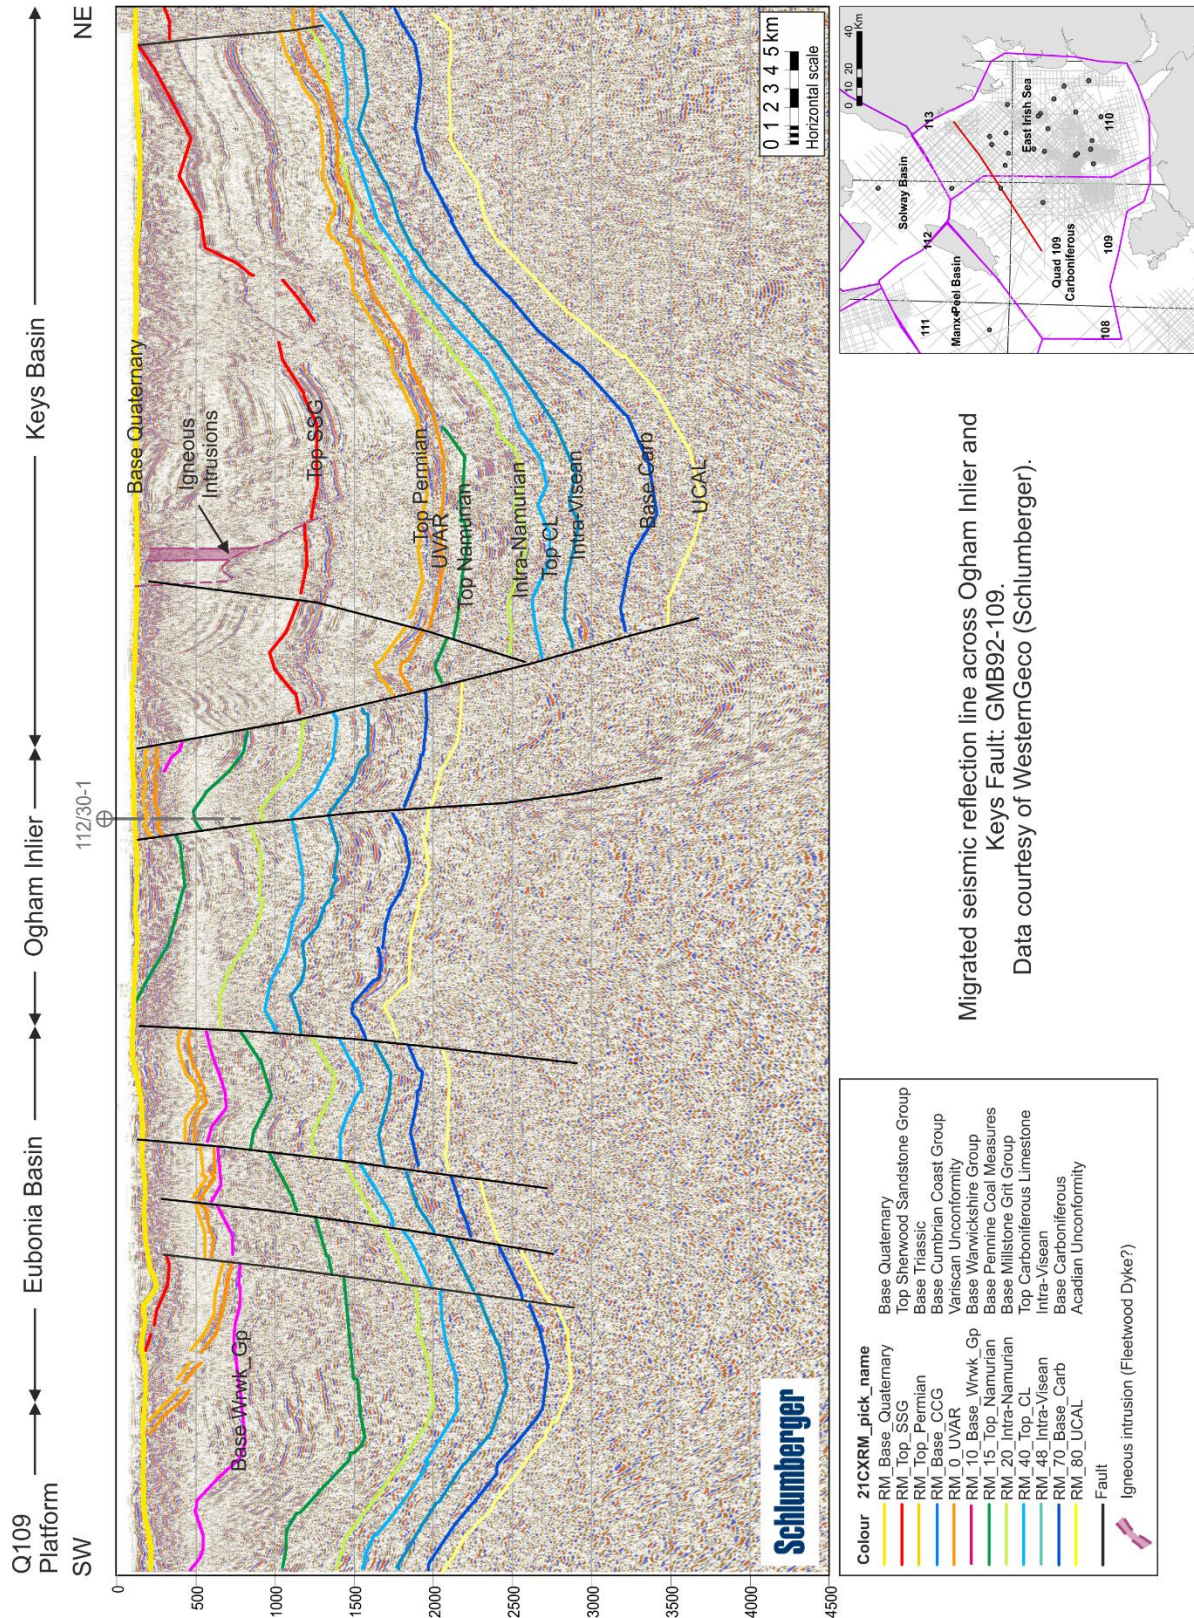 Q109
Platform
Eubonia Basin
Ogham Inlier
Keys Basin
SW
112/30-1
NE
0
500
1000
1500
2000
2500
3000
3500
4000
4500
Base Quaternary
Igneous
Intrusions
Top SSG
Top Permian
UVAR
Top Namurian
Intra-Namurian
Top CL
Intra-Visean
Base Carb
UCAL
Base Wrwk_Gp
0 1 2 3 4 5 km
Horizontal scale
Schlumberger
Colour 21CXRM_pick_name
RM_Base_Quaternary Base Quaternary
RM_Top_SSG Top Sherwood Sandstone Group
RM_Top_Permian Base Triassic
RM_Base_CCG Base Cumbrian Coast Group
RM_0_UVAR Variscan Unconformity
RM_10_Base_Wrwk_Gp Base Warwickshire Group
RM_15_Top_Namurian Base Pennine Coal Measures
RM_20_Intra-Namurian Base Millstone Grit Group
RM_40_Top_CL Top Carboniferous Limestone
RM_48_Intra-Visean Intra-Visean
RM_70_Base_Carb Base Carboniferous
RM_80_UCAL Acadian Unconformity
Fault
Igneous intrusion (Fleetwood Dyke?)
Migrated seismic reflection line across Ogham Inlier and
Keys Fault: GMB92-109.
Data courtesy of WesternGeco (Schlumberger).
0 10 20 40
Km
111
Solway Basin
113
112
Manx-Peel Basin
East Irish Sea
Quad 109
Carboniferous
108
109
110